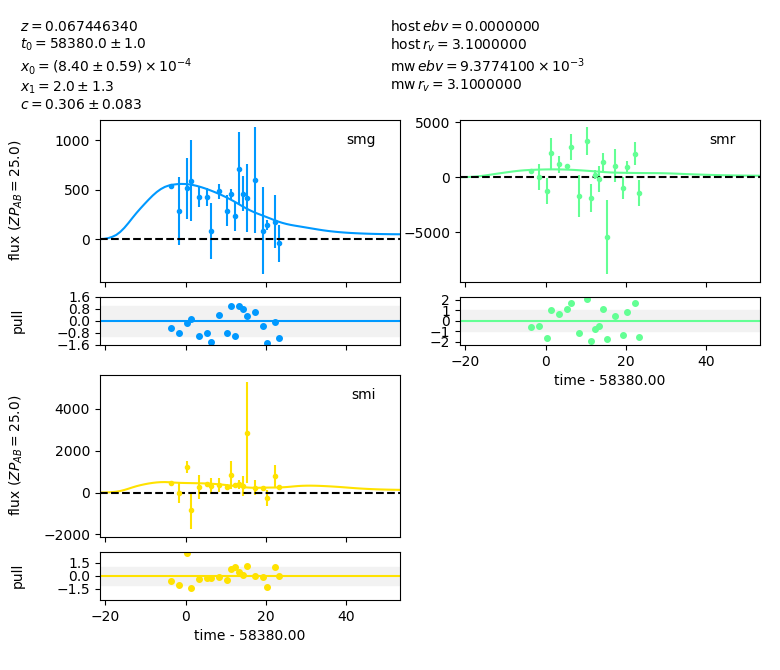 z = 0.067446340
t₀ = 58380.0 ± 1.0
x₀ = (8.40 ± 0.59) × 10⁻⁴
x₁ = 2.0 ± 1.3
c = 0.306 ± 0.083
host ebv = 0.0000000
host r_v = 3.1000000
mw ebv = 9.3774100 × 10⁻³
mw r_v = 3.1000000
flux (ZP_AB = 25.0)
1000
500
0
smg
5000
0
−5000
smr
pull
1.6
0.8
0.0
−0.8
−1.6
2
1
0
−1
−2
−20
0
20
40
time - 58380.00
flux (ZP_AB = 25.0)
4000
2000
0
−2000
smi
pull
1.5
0.0
−1.5
−20
0
20
40
time - 58380.00